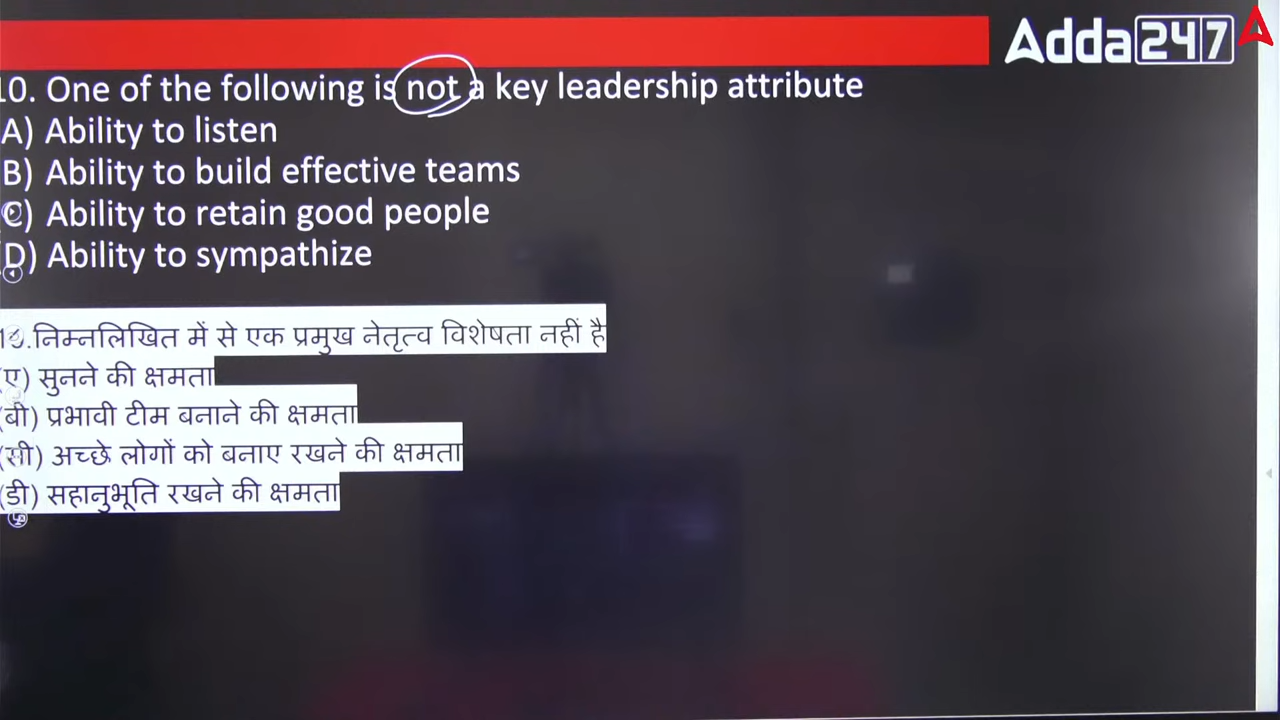 Adda247
10. One of the following is not a key leadership attribute
A) Ability to listen
B) Ability to build effective teams
C) Ability to retain good people
D) Ability to sympathize
10.निम्नलिखित में से एक प्रमुख नेतृत्व विशेषता नहीं है
(ए) सुनने की क्षमता
(बी) प्रभावी टीम बनाने की क्षमता
(सी) अच्छे लोगों को बनाए रखने की क्षमता
(डी) सहानुभूति रखने की क्षमता